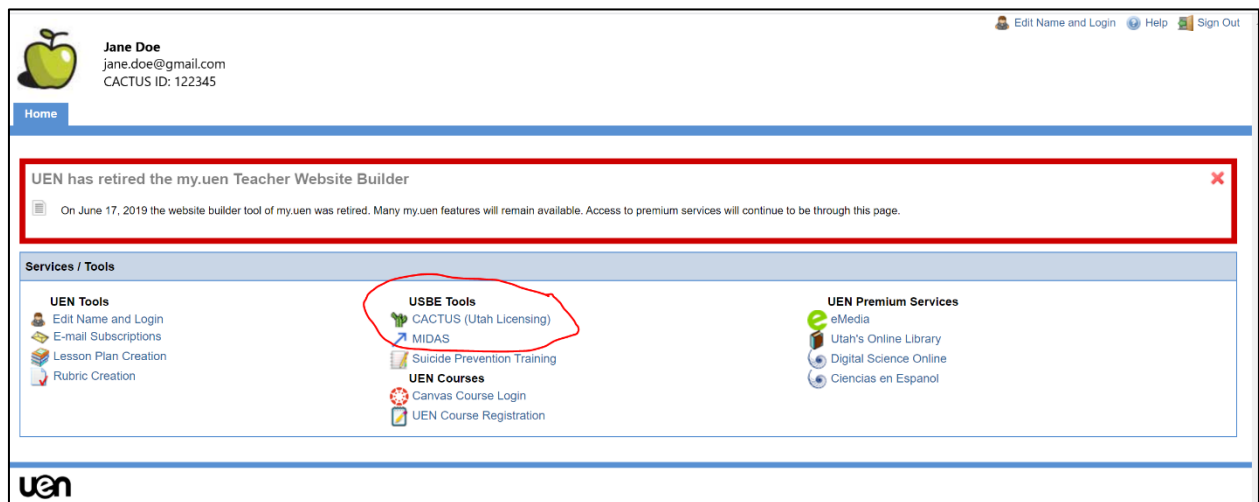 Edit Name and Login Help Sign Out
Jane Doe
jane.doe@gmail.com
CACTUS ID: 122345
Home
UEN has retired the my.uen Teacher Website Builder
On June 17, 2019 the website builder tool of my.uen was retired. Many my.uen features will remain available. Access to premium services will continue to be through this page.
Services / Tools
UEN Tools
Edit Name and Login
E-mail Subscriptions
Lesson Plan Creation
Rubric Creation
USBE Tools
CACTUS (Utah Licensing)
MIDAS
Suicide Prevention Training
UEN Courses
Canvas Course Login
UEN Course Registration
UEN Premium Services
eMedia
Utah's Online Library
Digital Science Online
Ciencias en Espanol
uen